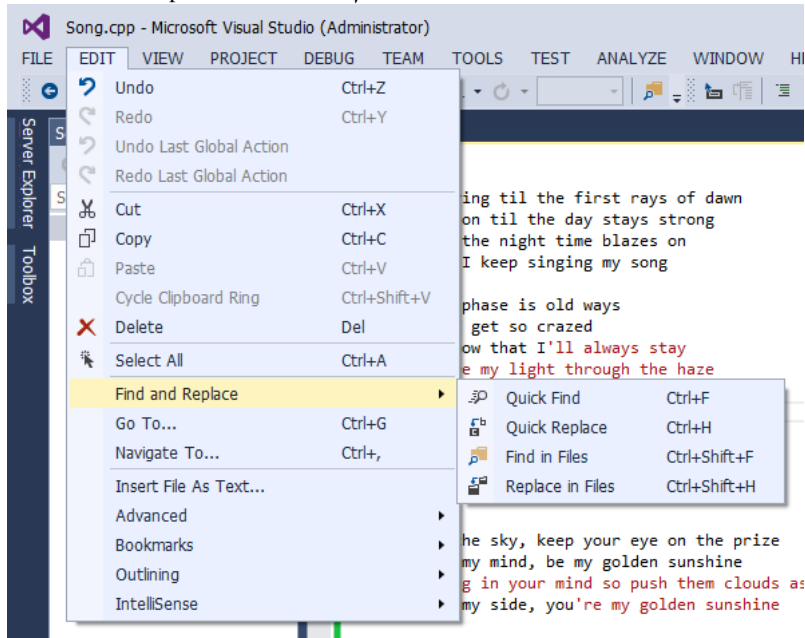 Song.cpp - Microsoft Visual Studio (Administrator)
FILE EDIT VIEW PROJECT DEBUG TEAM TOOLS TEST ANALYZE WINDOW
Undo Ctrl+Z
Redo Ctrl+Y
Undo Last Global Action
Redo Last Global Action
Cut Ctrl+X
Copy Ctrl+C
Paste Ctrl+V
Cycle Clipboard Ring Ctrl+Shift+V
Delete Del
Select All Ctrl+A
Find and Replace
Go To... Ctrl+G
Navigate To... Ctrl+,
Insert File As Text...
Advanced
Bookmarks
Outlining
IntelliSense
Quick Find Ctrl+F
Quick Replace Ctrl+H
Find in Files Ctrl+Shift+F
Replace in Files Ctrl+Shift+H
Server Explorer
Toolbox
ing til the first rays of dawn
on til the day stays strong
the night time blazes on
I keep singing my song
phase is old ways
get so crazed
ow that I'll always stay
e my light through the haze
he sky, keep your eye on the prize
my mind, be my golden sunshine
g in your mind so push them clouds as
my side, you're my golden sunshine